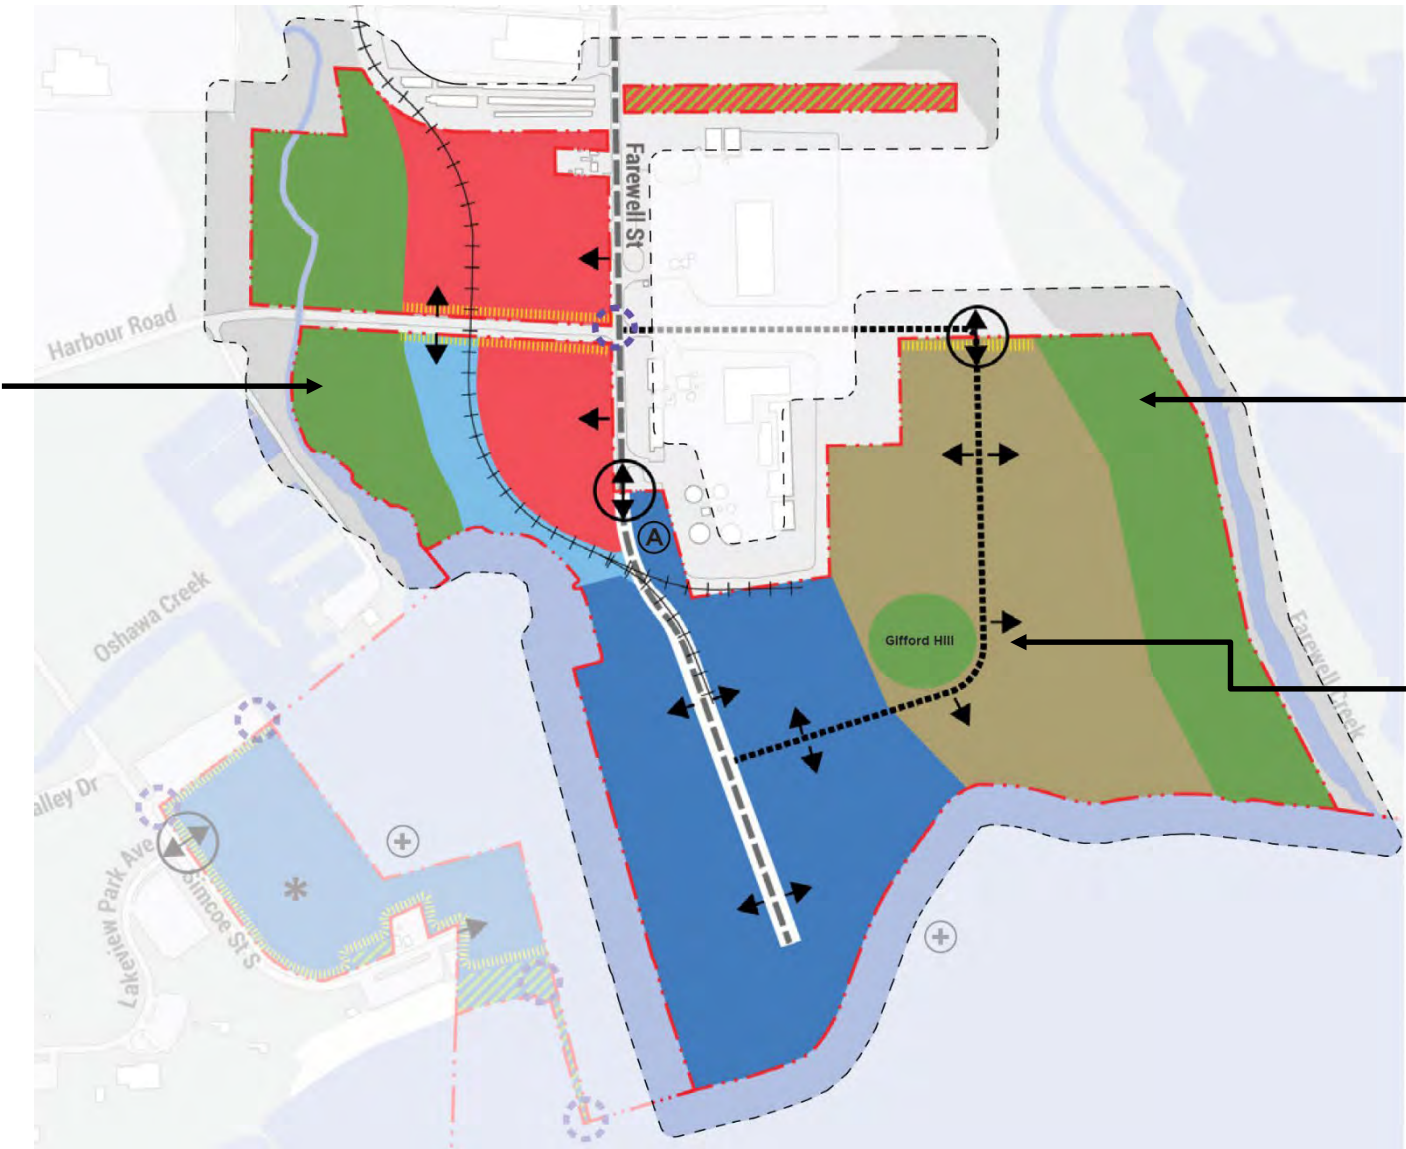 Farewell St
Harbour Road
A
Oshawa Creek
Gifford Hill
Farewell Creek
alley Dr
Lakeview Park Ave
Simcoe St S